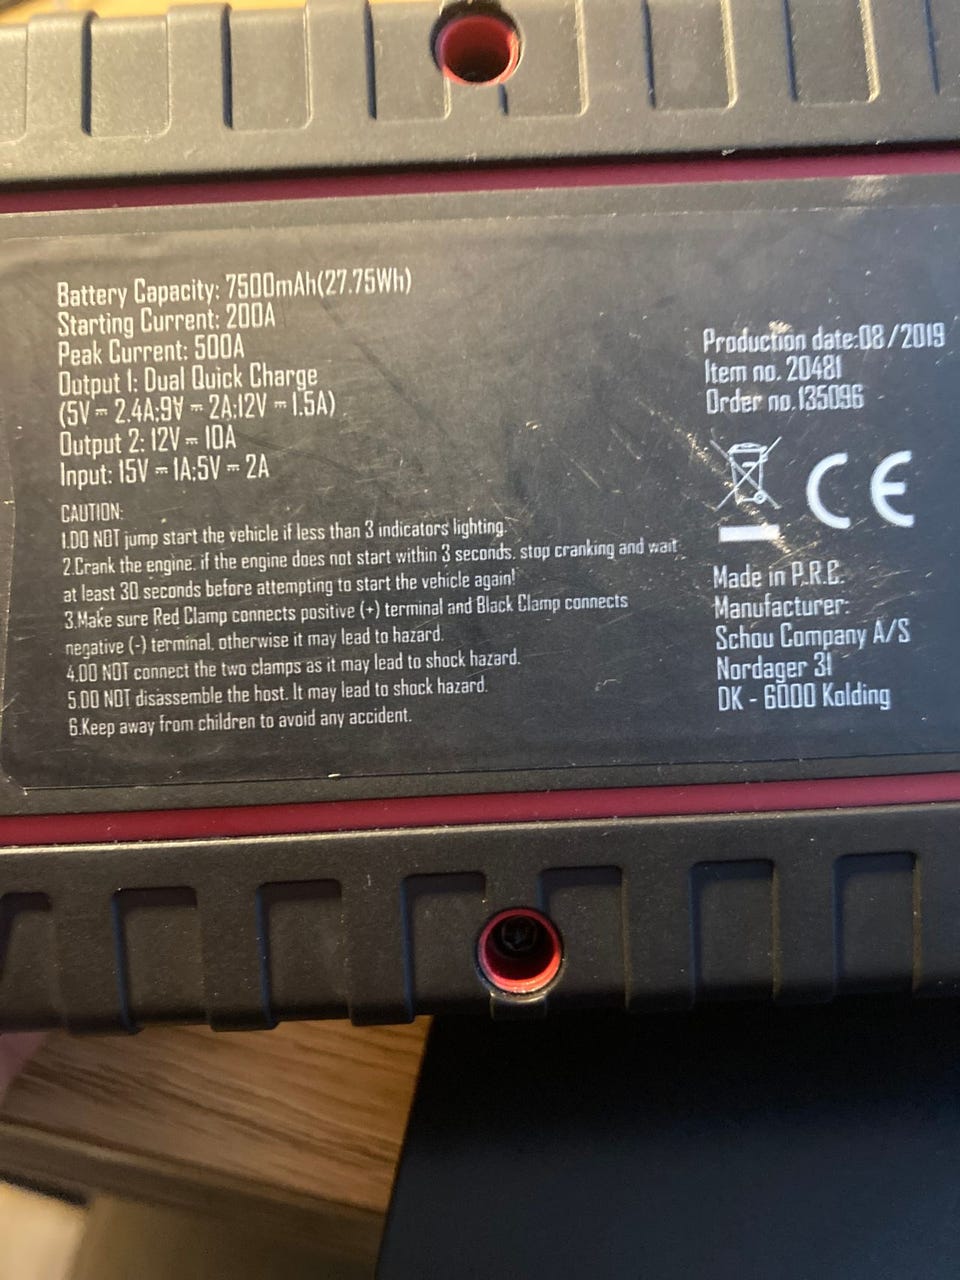 Battery Capacity: 7500mAh(27.75Wh)
Starting Current: 200A
Peak Current: 500A
Output 1: Dual Quick Charge
(5V ⎓ 2.4A;9V ⎓ 2A;12V ⎓ 1.5A)
Output 2: 12V ⎓ 10A
Input: 15V ⎓ 1A;5V ⎓ 2A
CAUTION:
1.DO NOT jump start the vehicle if less than 3 indicators lighting.
2.Crank the engine. if the engine does not start within 3 seconds. stop cranking and wait
at least 30 seconds before attempting to start the vehicle again!
3.Make sure Red Clamp connects positive (+) terminal and Black Clamp connects
negative (-) terminal, otherwise it may lead to hazard.
4.DO NOT connect the two clamps as it may lead to shock hazard.
5.DO NOT disassemble the host. It may lead to shock hazard.
6.Keep away from children to avoid any accident.
Production date:08/2019
Item no. 20481
Order no.135096
CE
Made in P.R.C.
Manufacturer:
Schou Company A/S
Nordager 31
DK - 6000 Kolding